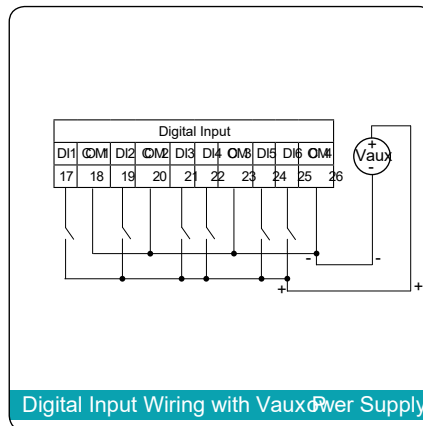 Digital Input
DI1 COM1 DI2 COM2 DI3 DI4 COM3 DI5 DI6 COM4
17 18 19 20 21 22 23 24 25 26
+
Vaux
-
- -
+ +
Digital Input Wiring with Vaux Power Supply